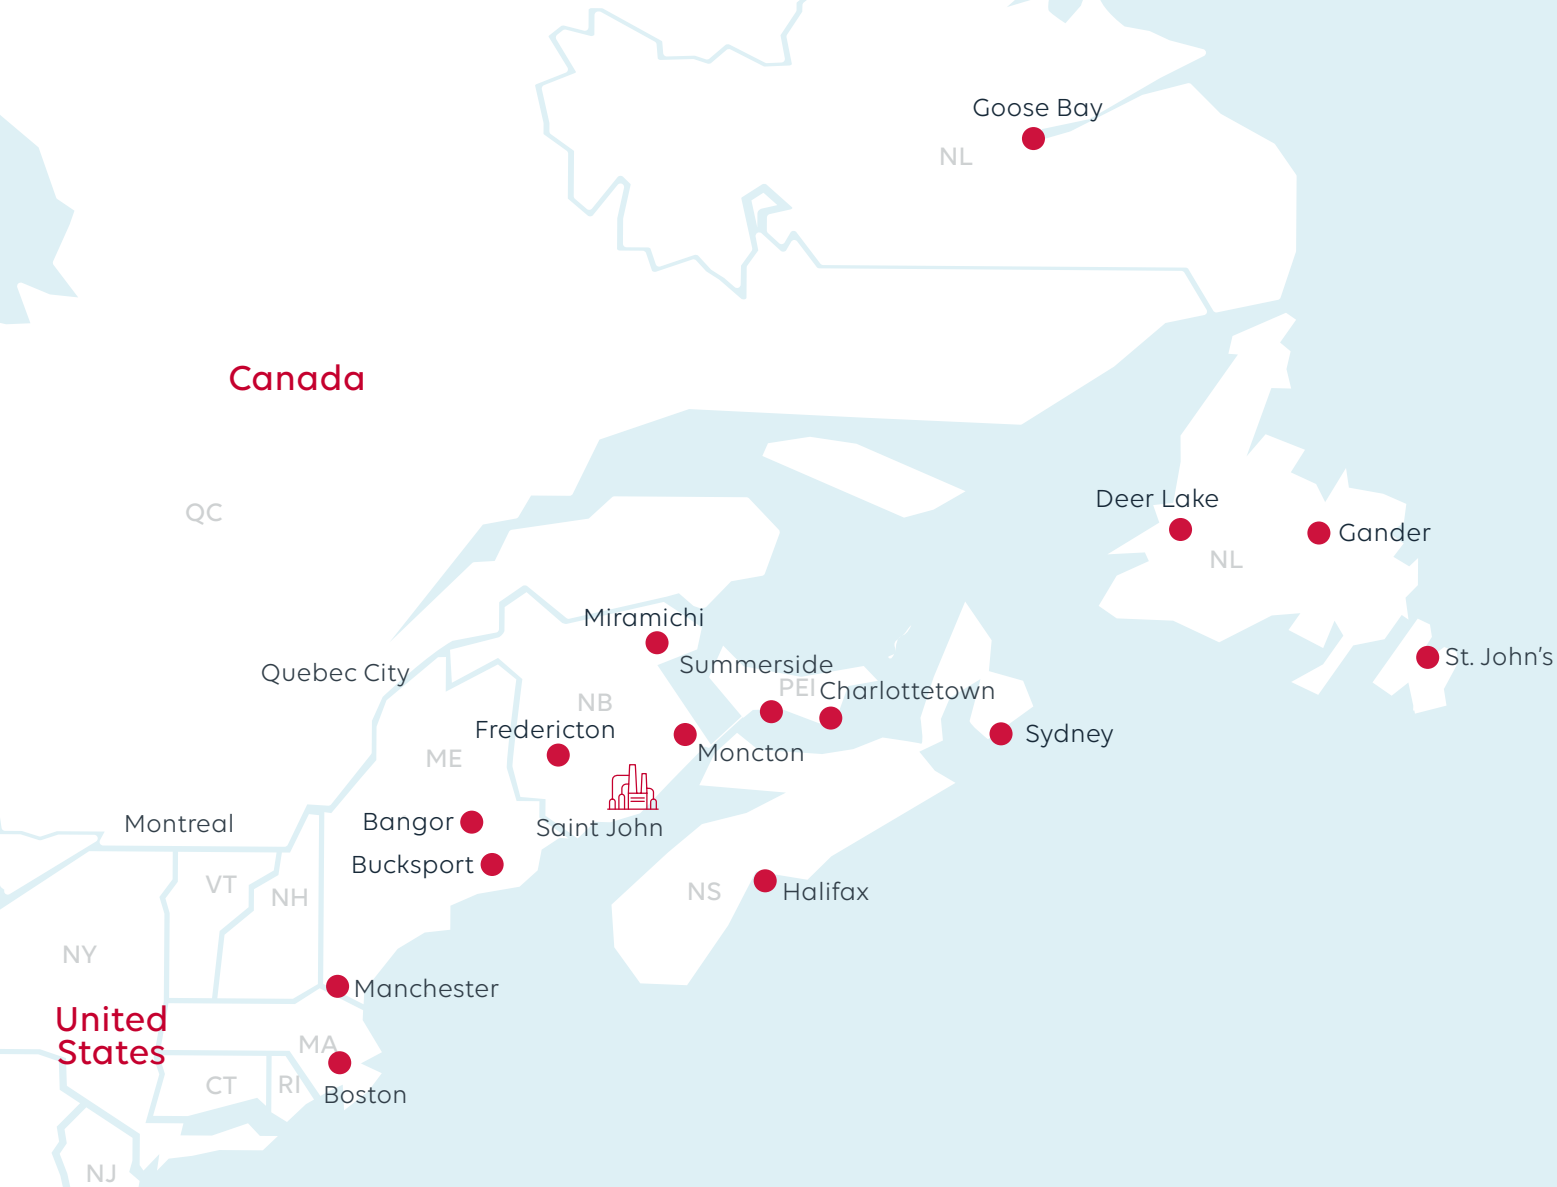 Goose Bay
NL
Canada
QC
Deer Lake
Gander
NL
Miramichi
Summerside
St. John's
Quebec City
PEI
Charlottetown
NB
Fredericton
Sydney
Moncton
ME
Montreal
Bangor
Saint John
Bucksport
VT
NH
NS
Halifax
NY
Manchester
United
States
MA
CT
RI
Boston
NJ